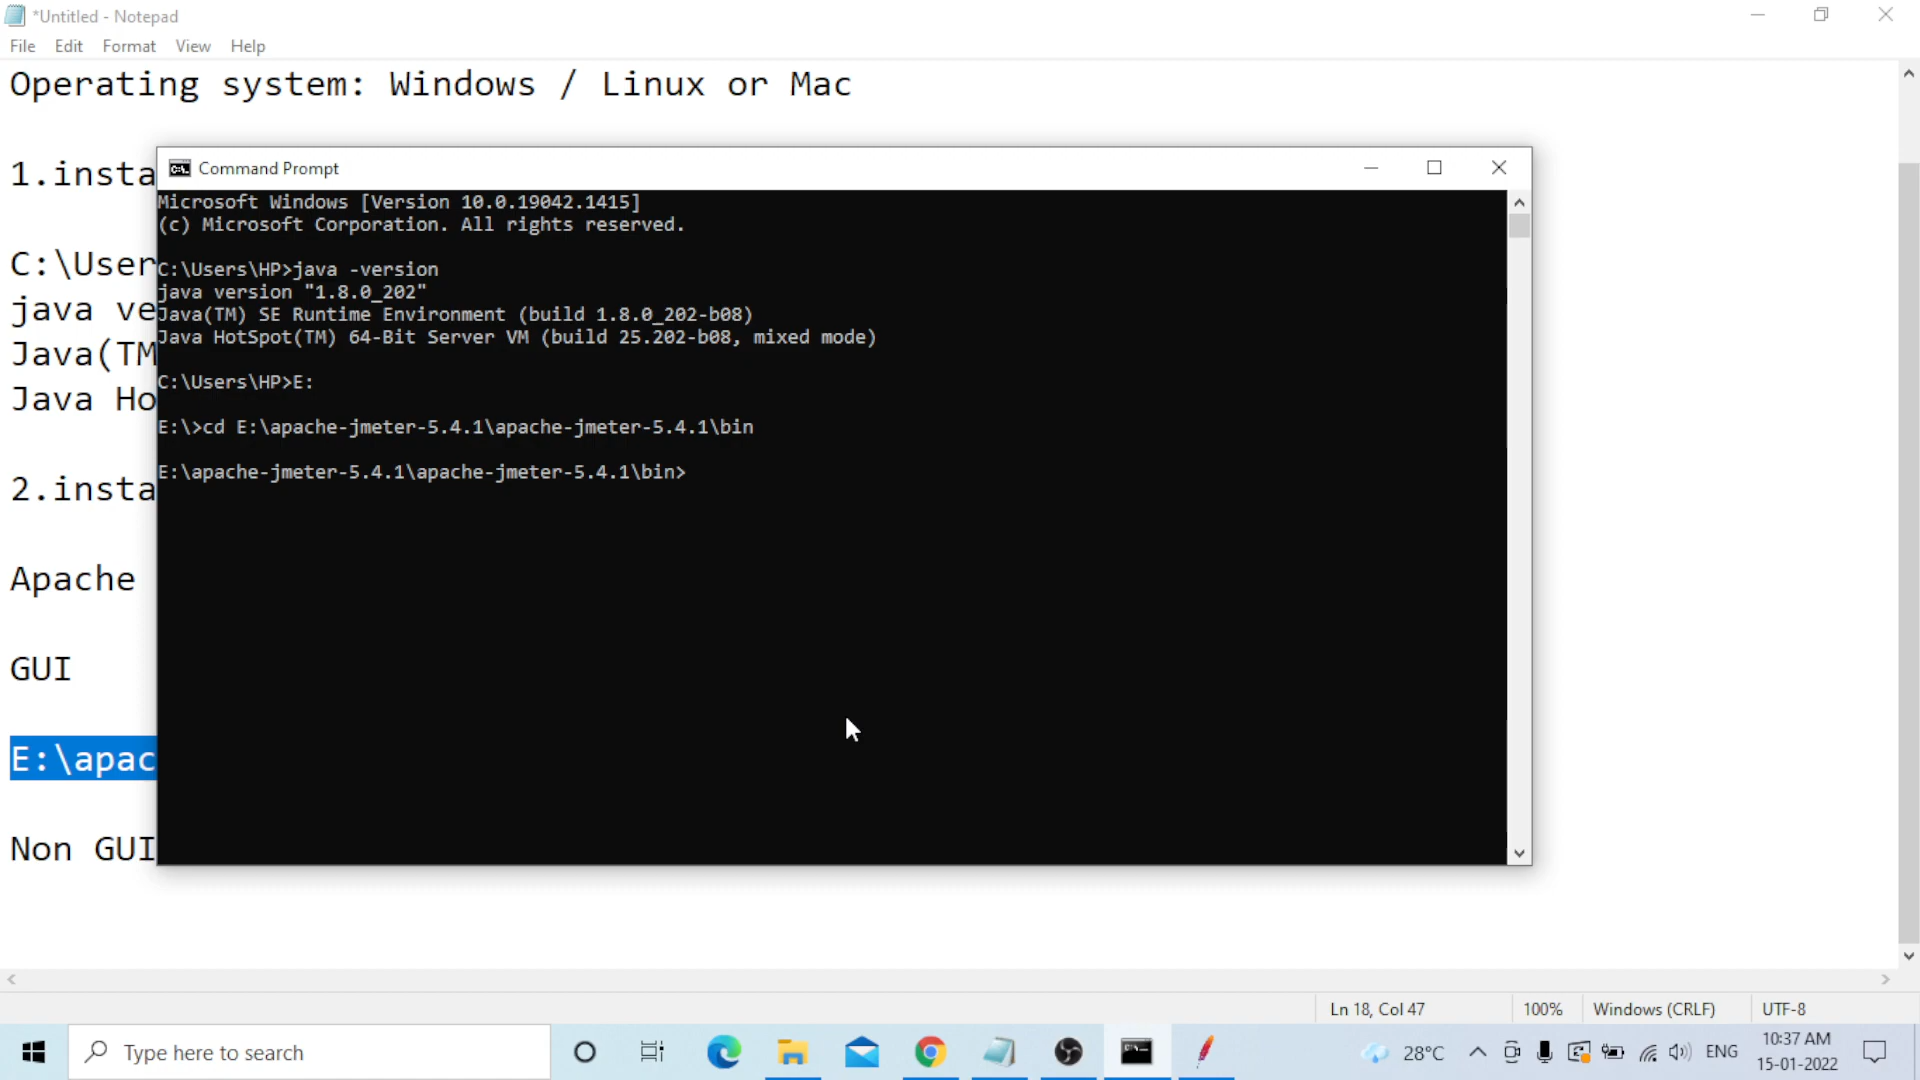 *Untitled - Notepad
File Edit Format View Help
Operating system: Windows / Linux or Mac
1.insta
C:\User
java ve
Java(TM
Java Ho
2.insta
Apache
GUI
E:\apac
Non GUI
Command Prompt
Microsoft Windows [Version 10.0.19042.1415]
(c) Microsoft Corporation. All rights reserved.
C:\Users\HP>java -version
java version "1.8.0_202"
Java(TM) SE Runtime Environment (build 1.8.0_202-b08)
Java HotSpot(TM) 64-Bit Server VM (build 25.202-b08, mixed mode)
C:\Users\HP>E:
E:\>cd E:\apache-jmeter-5.4.1\apache-jmeter-5.4.1\bin
E:\apache-jmeter-5.4.1\apache-jmeter-5.4.1\bin>
Ln 18, Col 47 100% Windows (CRLF) UTF-8
Type here to search
28°C
ENG
10:37 AM
15-01-2022